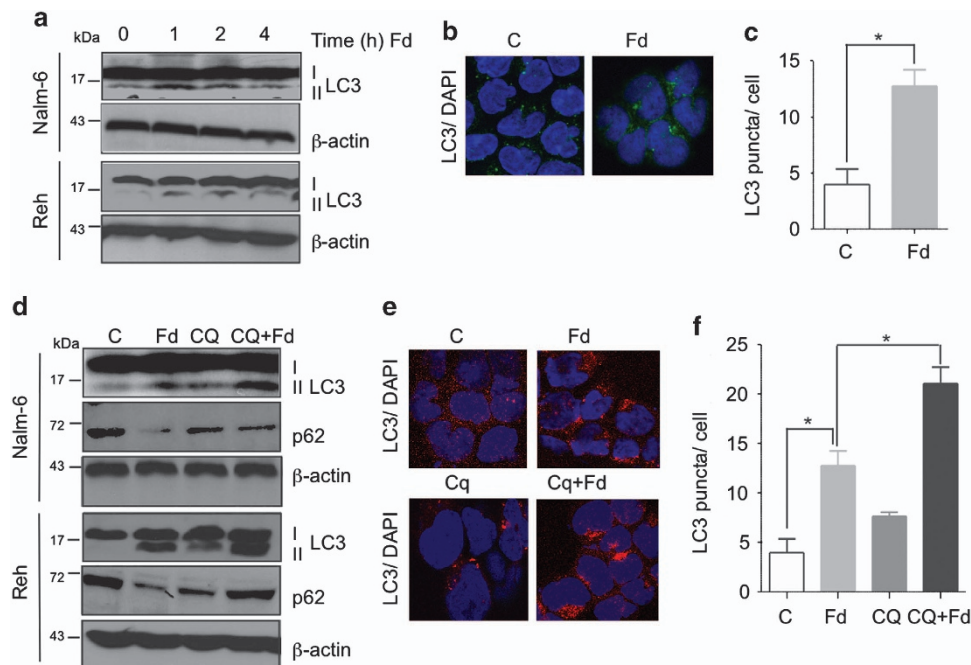 a
kDa 0 1 2 4 Time (h) Fd
Nalm-6
17
I
II LC3
43
β-actin
Reh
17
I
II LC3
43
β-actin
b
C Fd
LC3/ DAPI
c
*
LC3 puncta/ cell
15
10
5
0
C Fd
d
kDa C Fd CQ CQ+Fd
Nalm-6
17
I
II LC3
72
p62
43
β-actin
Reh
17
I
II LC3
72
p62
43
β-actin
e
C Fd
LC3/ DAPI
Cq Cq+Fd
LC3/ DAPI
f
*
*
LC3 puncta/ cell
25
20
15
10
5
0
C Fd CQ CQ+Fd